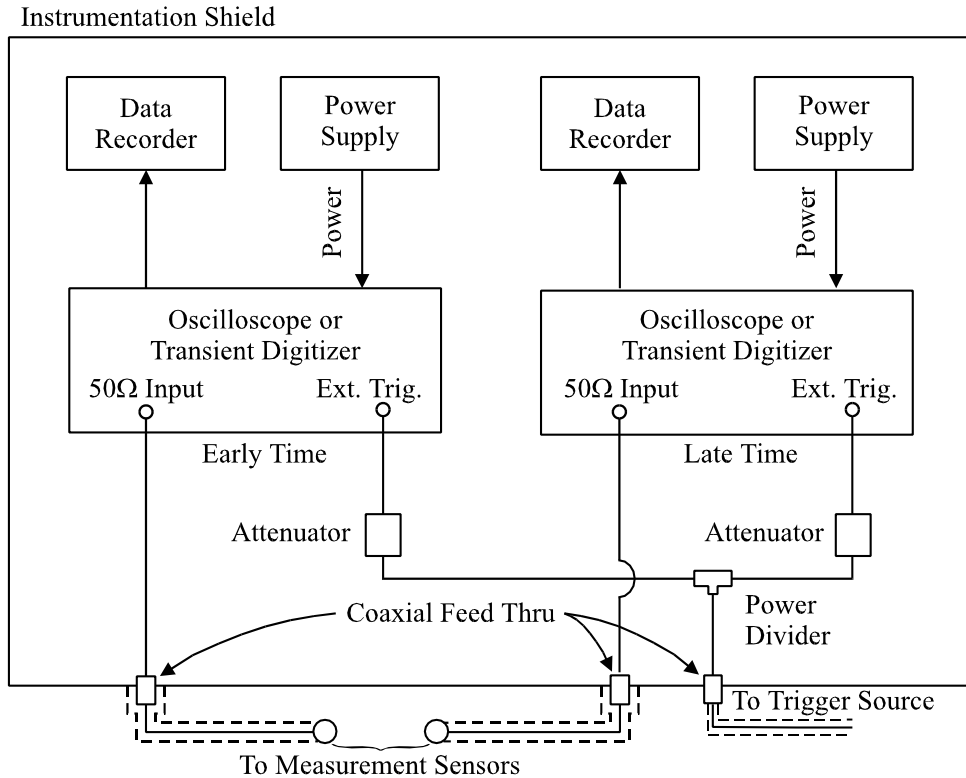 Instrumentation Shield
Data
Recorder
Power
Supply
Data
Recorder
Power
Supply
Power
Power
Oscilloscope or
Transient Digitizer
50Ω Input
Ext. Trig.
Oscilloscope or
Transient Digitizer
50Ω Input
Ext. Trig.
Early Time
Late Time
Attenuator
Attenuator
Coaxial Feed Thru
Power
Divider
To Trigger Source
To Measurement Sensors